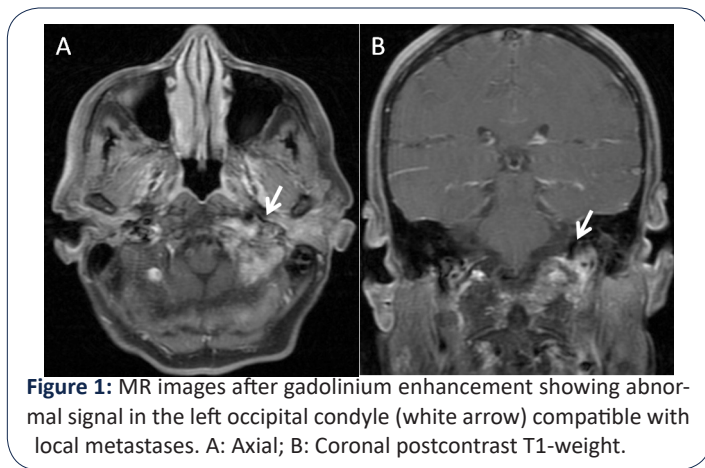 A
B
Figure 1: MR images after gadolinium enhancement showing abnor-
mal signal in the left occipital condyle (white arrow) compatible with
local metastases. A: Axial; B: Coronal postcontrast T1-weight.